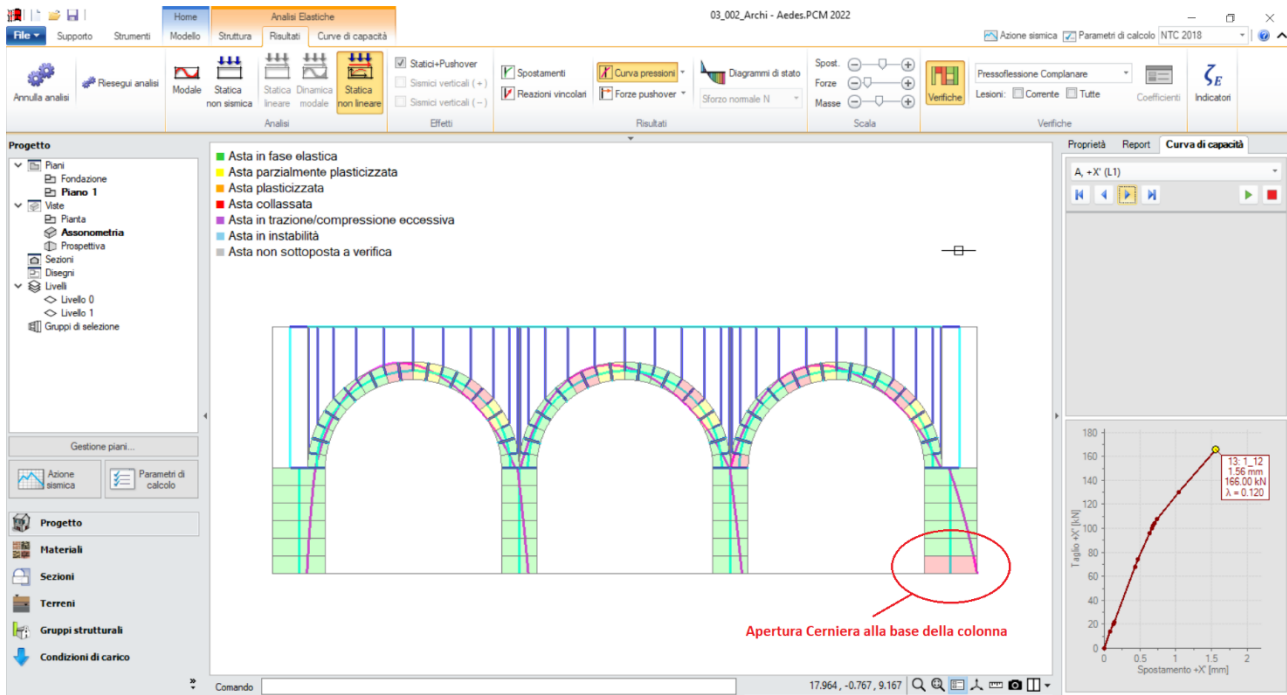 03_002_Archi - Aedes.PCM 2022
Home
Analisi Elastiche
File
Supporto
Strumenti
Modello
Struttura
Risultati
Curve di capacità
Azione sismica
Parametri di calcolo
NTC 2018
Annulla analisi
Resegui analisi
Modale
Statica non sismica
Statica lineare
Dinamica modale
Statica non lineare
Analisi
Statici+Pushover
Sismici verticali (+)
Sismici verticali (−)
Effetti
Spostamenti
Reazioni vincolari
Curva pressioni
Forze pushover
Diagrammi di stato
Sforzo normale N
Risultati
Spost.
Forze
Masse
Scala
Verifiche
Pressoflessione Complanare
Lesioni:
Corrente
Tutte
Coefficienti
Verifiche
ζE
Indicatori
Progetto
Piani
Fondazione
Piano 1
Viste
Pianta
Assonometria
Prospettiva
Sezioni
Disegni
Livelli
Livello 0
Livello 1
Gruppi di selezione
Gestione piani...
Azione sismica
Parametri di calcolo
Progetto
Materiali
Sezioni
Terreni
Gruppi strutturali
Condizioni di carico
Asta in fase elastica
Asta parzialmente plasticizzata
Asta plasticizzata
Asta collassata
Asta in trazione/compressione eccessiva
Asta in instabilità
Asta non sottoposta a verifica
Apertura Cerniera alla base della colonna
Comando
17.964 , -0.767 , 9.167
Proprietà
Report
Curva di capacità
A, +X' (L1)
180
160
140
120
100
80
60
40
20
0
Taglio +X' [kN]
13: 1_12
1.56 mm
166.00 kN
λ = 0.120
0
0.5
1
1.5
2
Spostamento +X' [mm]